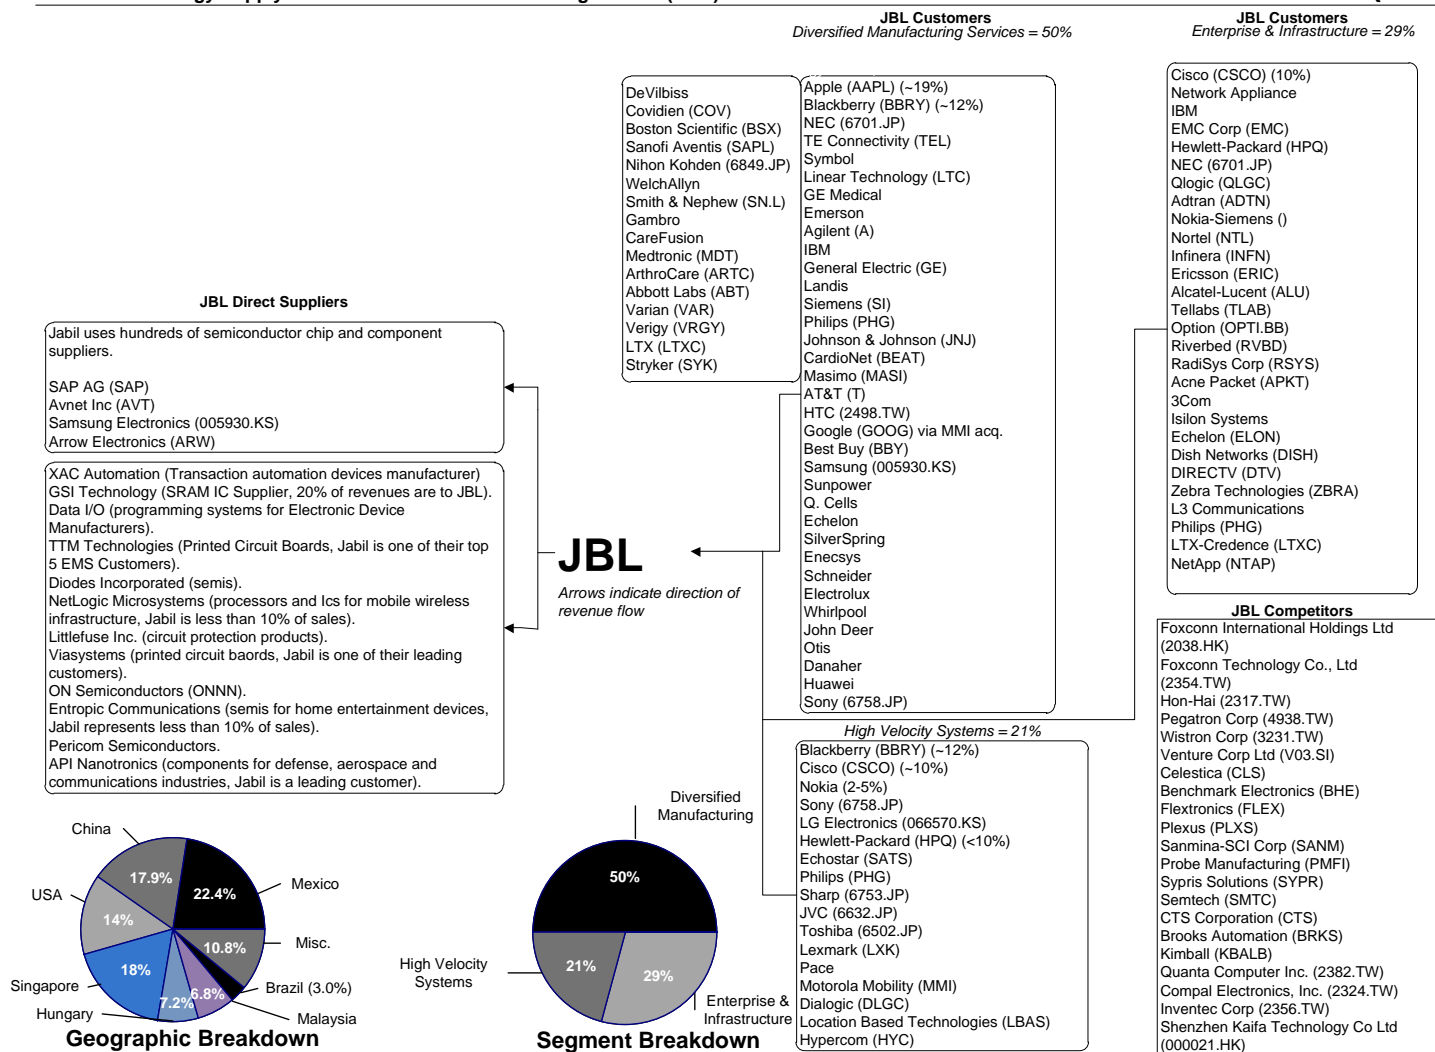 JBL Customers
Diversified Manufacturing Services = 50%
JBL Customers
Enterprise & Infrastructure = 29%
DeVilbiss
Covidien (COV)
Boston Scientific (BSX)
Sanofi Aventis (SAPL)
Nihon Kohden (6849.JP)
WelchAllyn
Smith & Nephew (SN.L)
Gambro
CareFusion
Medtronic (MDT)
ArthroCare (ARTC)
Abbott Labs (ABT)
Varian (VAR)
Verigy (VRGY)
LTX (LTXC)
Stryker (SYK)
Apple (AAPL) (~19%)
Blackberry (BBRY) (~12%)
NEC (6701.JP)
TE Connectivity (TEL)
Symbol
Linear Technology (LTC)
GE Medical
Emerson
Agilent (A)
IBM
General Electric (GE)
Landis
Siemens (SI)
Philips (PHG)
Johnson & Johnson (JNJ)
CardioNet (BEAT)
Masimo (MASI)
AT&T (T)
HTC (2498.TW)
Google (GOOG) via MMI acq.
Best Buy (BBY)
Samsung (005930.KS)
Sunpower
Q. Cells
Echelon
SilverSpring
Enecsys
Schneider
Electrolux
Whirlpool
John Deer
Otis
Danaher
Huawei
Sony (6758.JP)
Cisco (CSCO) (10%)
Network Appliance
IBM
EMC Corp (EMC)
Hewlett-Packard (HPQ)
NEC (6701.JP)
Qlogic (QLGC)
Adtran (ADTN)
Nokia-Siemens ()
Nortel (NTL)
Infinera (INFN)
Ericsson (ERIC)
Alcatel-Lucent (ALU)
Tellabs (TLAB)
Option (OPTI.BB)
Riverbed (RVBD)
RadiSys Corp (RSYS)
Acne Packet (APKT)
3Com
Isilon Systems
Echelon (ELON)
Dish Networks (DISH)
DIRECTV (DTV)
Zebra Technologies (ZBRA)
L3 Communications
Philips (PHG)
LTX-Credence (LTXC)
NetApp (NTAP)
JBL Direct Suppliers
Jabil uses hundreds of semiconductor chip and component
suppliers.
SAP AG (SAP)
Avnet Inc (AVT)
Samsung Electronics (005930.KS)
Arrow Electronics (ARW)
XAC Automation (Transaction automation devices manufacturer)
GSI Technology (SRAM IC Supplier, 20% of revenues are to JBL).
Data I/O (programming systems for Electronic Device
Manufacturers).
TTM Technologies (Printed Circuit Boards, Jabil is one of their top
5 EMS Customers).
Diodes Incorporated (semis).
NetLogic Microsystems (processors and Ics for mobile wireless
infrastructure, Jabil is less than 10% of sales).
Littlefuse Inc. (circuit protection products).
Viasystems (printed circuit baords, Jabil is one of their leading
customers).
ON Semiconductors (ONNN).
Entropic Communications (semis for home entertainment devices,
Jabil represents less than 10% of sales).
Pericom Semiconductors.
API Nanotronics (components for defense, aerospace and
communications industries, Jabil is a leading customer).
JBL
Arrows indicate direction of
revenue flow
High Velocity Systems = 21%
Blackberry (BBRY) (~12%)
Cisco (CSCO) (~10%)
Nokia (2-5%)
Sony (6758.JP)
LG Electronics (066570.KS)
Hewlett-Packard (HPQ) (<10%)
Echostar (SATS)
Philips (PHG)
Sharp (6753.JP)
JVC (6632.JP)
Toshiba (6502.JP)
Lexmark (LXK)
Pace
Motorola Mobility (MMI)
Dialogic (DLGC)
Location Based Technologies (LBAS)
Hypercom (HYC)
JBL Competitors
Foxconn International Holdings Ltd
(2038.HK)
Foxconn Technology Co., Ltd
(2354.TW)
Hon-Hai (2317.TW)
Pegatron Corp (4938.TW)
Wistron Corp (3231.TW)
Venture Corp Ltd (V03.SI)
Celestica (CLS)
Benchmark Electronics (BHE)
Flextronics (FLEX)
Plexus (PLXS)
Sanmina-SCI Corp (SANM)
Probe Manufacturing (PMFI)
Sypris Solutions (SYPR)
Semtech (SMTC)
CTS Corporation (CTS)
Brooks Automation (BRKS)
Kimball (KBALB)
Quanta Computer Inc. (2382.TW)
Compal Electronics, Inc. (2324.TW)
Inventec Corp (2356.TW)
Shenzhen Kaifa Technology Co Ltd
(000021.HK)
China
17.9%
22.4%
Mexico
USA
14%
10.8%
Misc.
Singapore
18%
7.2%
6.8%
Brazil (3.0%)
Hungary
Malaysia
Geographic Breakdown
Diversified
Manufacturing
50%
High Velocity
Systems
21%
29%
Enterprise &
Infrastructure
Segment Breakdown